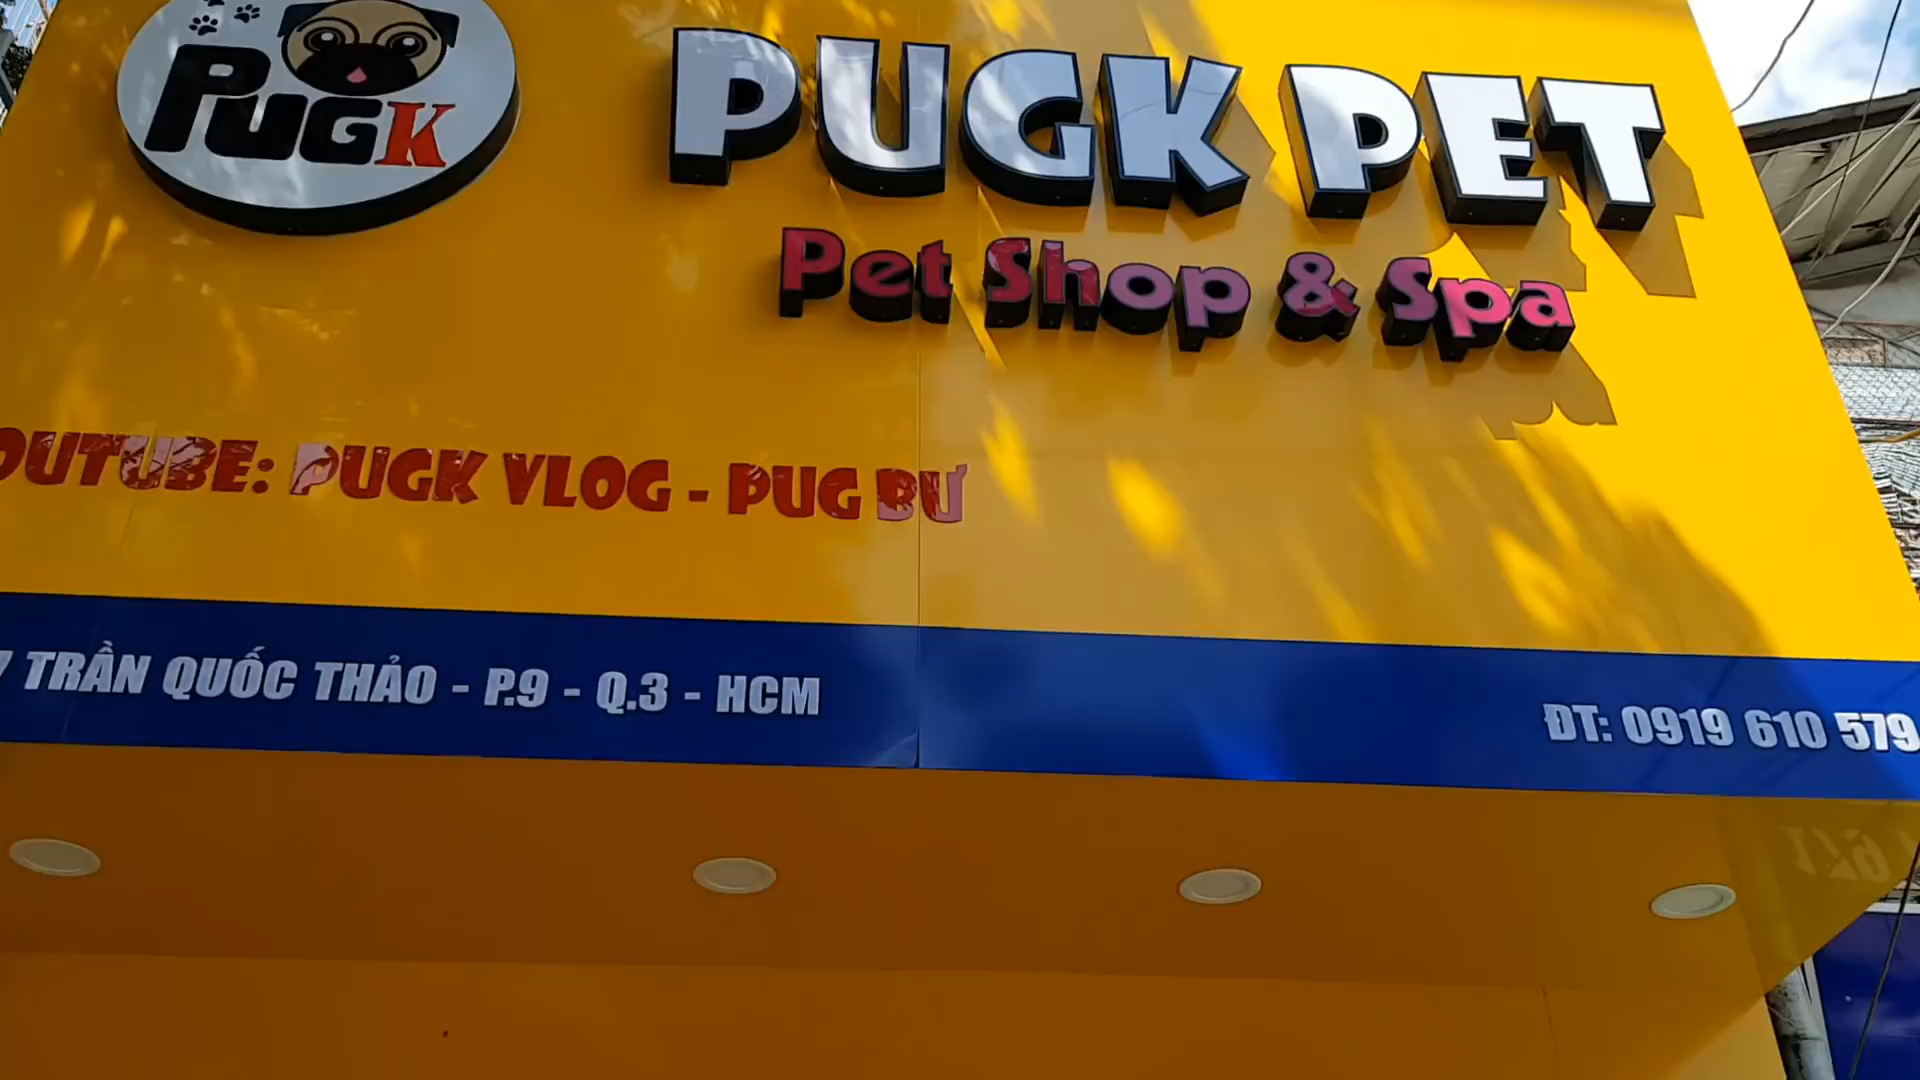 PUGK
PUGK PET
Pet Shop & Spa
OUTUBE: PUGK VLOG - PUG BƯ
7 TRẦN QUỐC THẢO - P.9 - Q.3 - HCM
ĐT: 0919 610 579